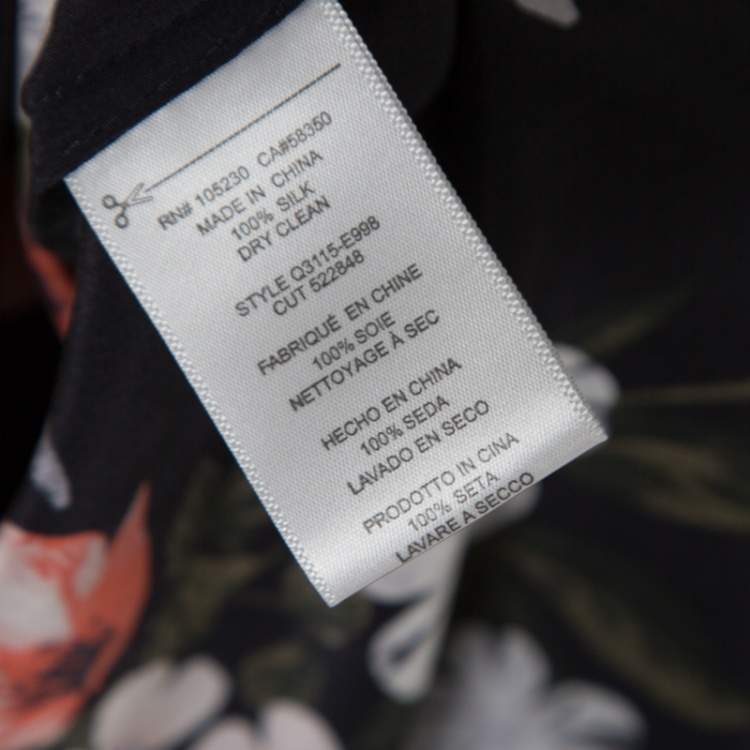 RN# 105230 CA#58350
MADE IN CHINA
100% SILK
DRY CLEAN
STYLE Q3115-E998
CUT 522848
FABRIQUÉ EN CHINE
100% SOIE
NETTOYAGE À SEC
HECHO EN CHINA
100% SEDA
LAVADO EN SECO
PRODOTTO IN CINA
100% SETA
LAVARE A SECCO